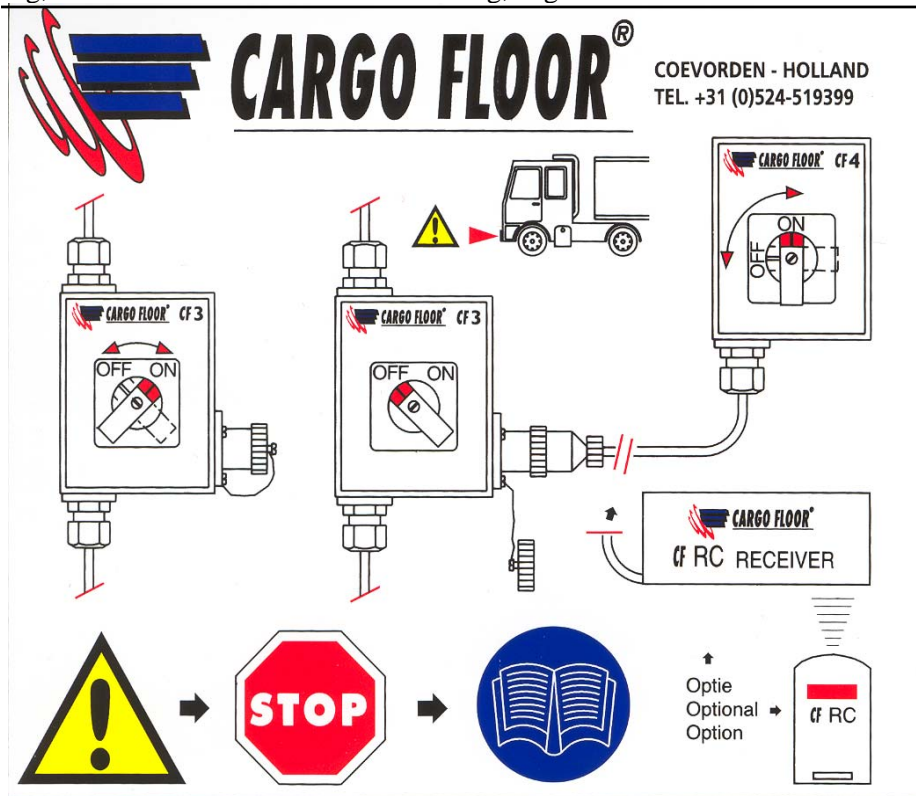 CARGO FLOOR®
COEVORDEN - HOLLAND
TEL. +31 (0)524-519399
CARGO FLOOR® CF 4
ON
OFF
CARGO FLOOR® CF 3
OFF ON
CARGO FLOOR® CF 3
OFF ON
CARGO FLOOR®
CF RC RECEIVER
STOP
Optie
Optional
Option
CF RC